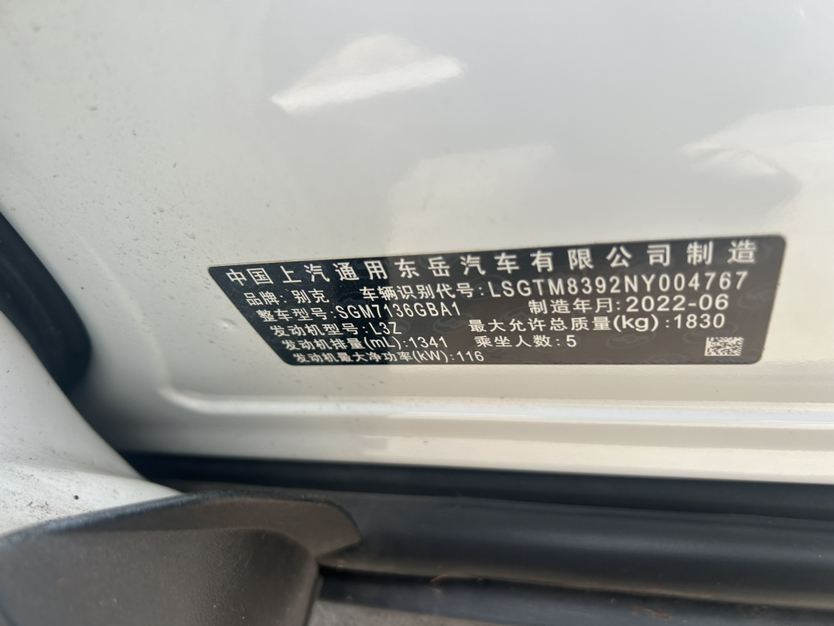 中国上汽通用东岳汽车有限公司制造
品牌: 别克 车辆识别代号: LSGTM8392NY004767
整车型号: SGM7136GBA1 制造年月: 2022-06
发动机型号: L3Z 最大允许总质量(kg): 1830
发动机排量(mL): 1341 乘坐人数: 5
发动机最大净功率(kW): 116